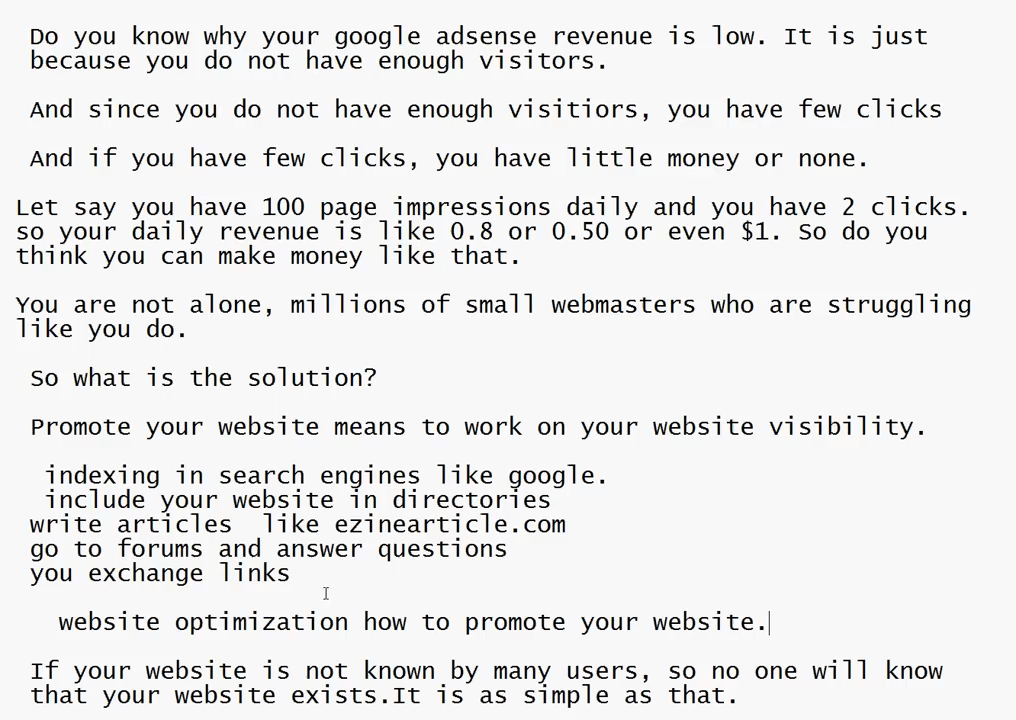 Do you know why your google adsense revenue is low. It is just
because you do not have enough visitors.
And since you do not have enough visitiors, you have few clicks
And if you have few clicks, you have little money or none.
Let say you have 100 page impressions daily and you have 2 clicks.
so your daily revenue is like 0.8 or 0.50 or even $1. So do you
think you can make money like that.
You are not alone, millions of small webmasters who are struggling
like you do.
So what is the solution?
Promote your website means to work on your website visibility.
indexing in search engines like google.
include your website in directories
write articles  like ezinearticle.com
go to forums and answer questions
you exchange links
website optimization how to promote your website.
If your website is not known by many users, so no one will know
that your website exists.It is as simple as that.